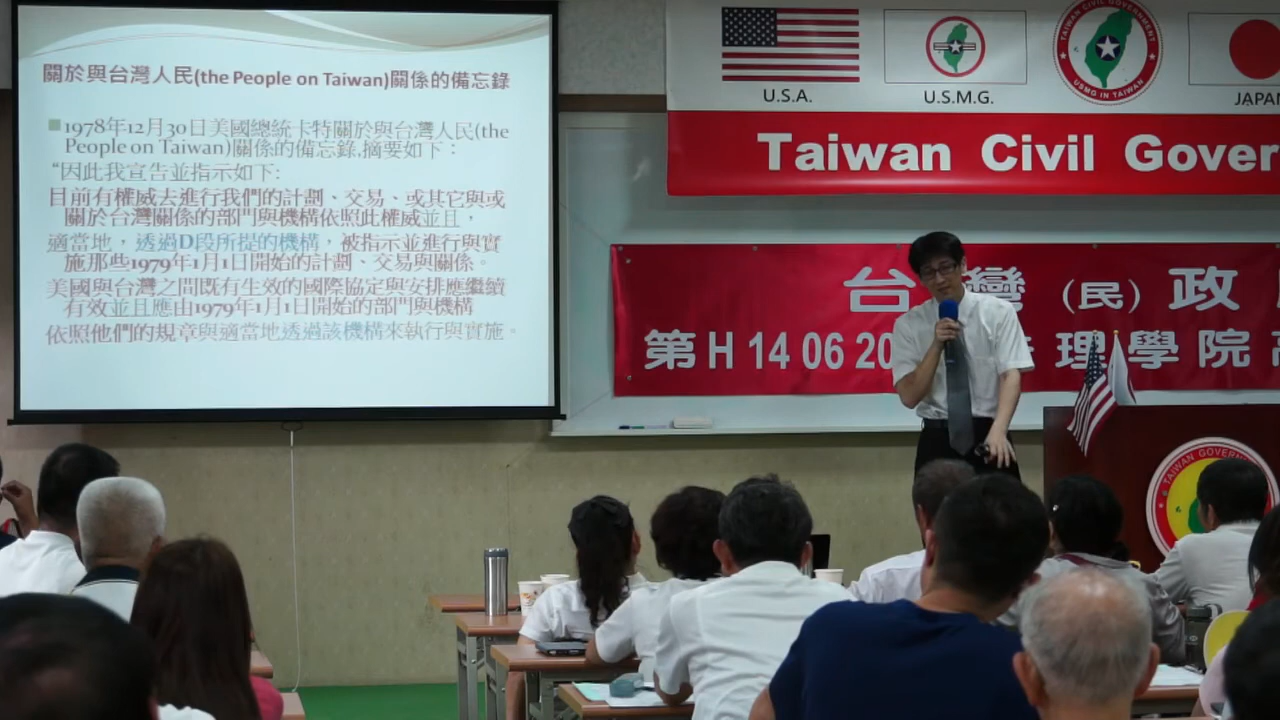 關於與台灣人民(the People on Taiwan)關係的備忘錄
1978年12月30日美國總統卡特關於與台灣人民(the
People on Taiwan)關係的備忘錄,摘要如下：
“因此我宣告並指示如下:
目前有權威去進行我們的計劃、交易、或其它與或
關於台灣關係的部門與機構依照此權威並且，
適當地，透過D段所提的機構，被指示並進行與實
施那些1979年1月1日開始的計劃、交易與關係。
美國與台灣之間既有生效的國際協定與安排應繼續
有效並且應由1979年1月1日開始的部門與機構
依照他們的規章與適當地透過該機構來執行與實施。
U.S.A.
U.S.M.G.
TAIWAN CIVIL GOVERNMENT
USMG IN TAIWAN
JAPAN
Taiwan Civil Gover
台灣(民)政
第H 14 06 20 理學院
TAIWAN GOVERN